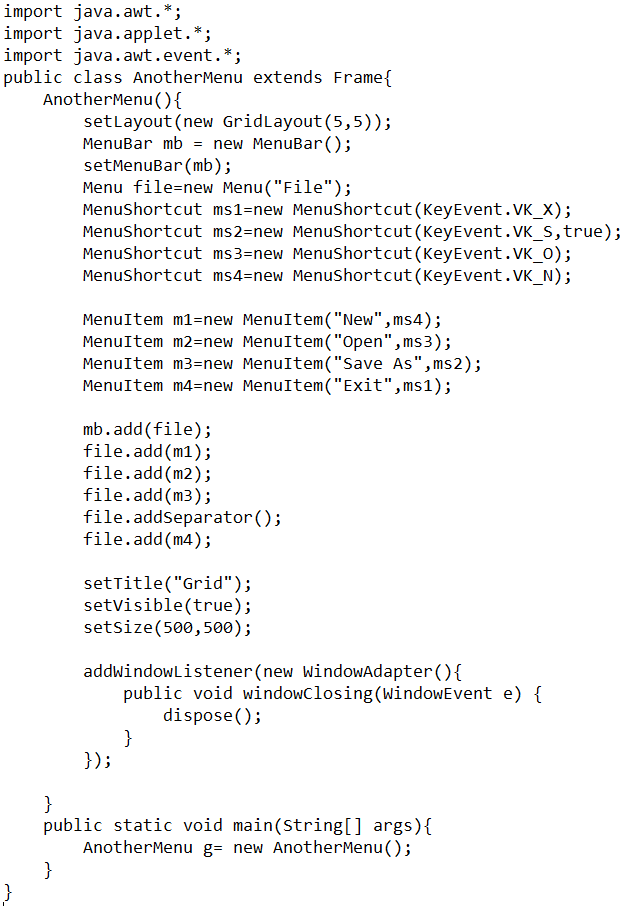 import java.awt.*;
import java.applet.*;
import java.awt.event.*;
public class AnotherMenu extends Frame{
    AnotherMenu(){
        setLayout(new GridLayout(5,5));
        MenuBar mb = new MenuBar();
        setMenuBar(mb);
        Menu file=new Menu("File");
        MenuShortcut ms1=new MenuShortcut(KeyEvent.VK_X);
        MenuShortcut ms2=new MenuShortcut(KeyEvent.VK_S,true);
        MenuShortcut ms3=new MenuShortcut(KeyEvent.VK_O);
        MenuShortcut ms4=new MenuShortcut(KeyEvent.VK_N);

        MenuItem m1=new MenuItem("New",ms4);
        MenuItem m2=new MenuItem("Open",ms3);
        MenuItem m3=new MenuItem("Save As",ms2);
        MenuItem m4=new MenuItem("Exit",ms1);

        mb.add(file);
        file.add(m1);
        file.add(m2);
        file.add(m3);
        file.addSeparator();
        file.add(m4);

        setTitle("Grid");
        setVisible(true);
        setSize(500,500);

        addWindowListener(new WindowAdapter(){
            public void windowClosing(WindowEvent e) {
                dispose();
            }
        });

    }
    public static void main(String[] args){
        AnotherMenu g= new AnotherMenu();
    }
}